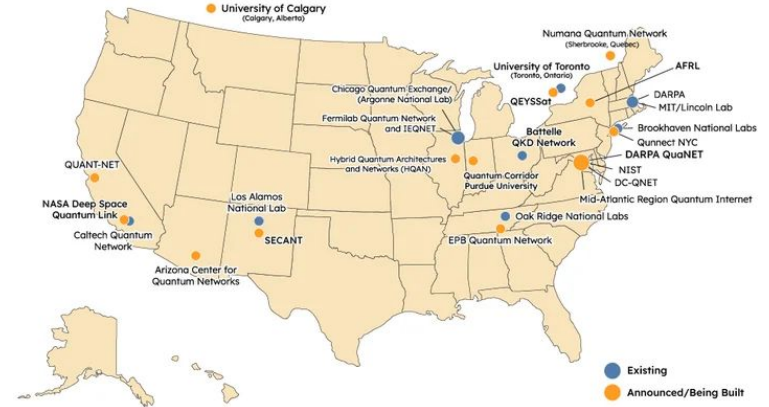 University of Calgary
(Calgary, Alberta)
Numana Quantum Network
(Sherbrooke, Quebec)
University of Toronto
(Toronto, Ontario)
AFRL
Chicago Quantum Exchange/
(Argonne National Lab)
QEYSSat
DARPA
MIT/Lincoln Lab
Fermilab Quantum Network
and IEQNET
Battelle
QKD Network
Brookhaven National Labs
Qunnect NYC
DARPA QuaNET
Hybrid Quantum Architectures
and Networks (HQAN)
Quantum Corridor
Purdue University
NIST
DC-QNET
QUANT-NET
Mid-Atlantic Region Quantum Internet
NASA Deep Space
Quantum Link
Los Alamos
National Lab
Oak Ridge National Labs
Caltech Quantum
Network
SECANT
EPB Quantum Network
Arizona Center for
Quantum Networks
Existing
Announced/Being Built